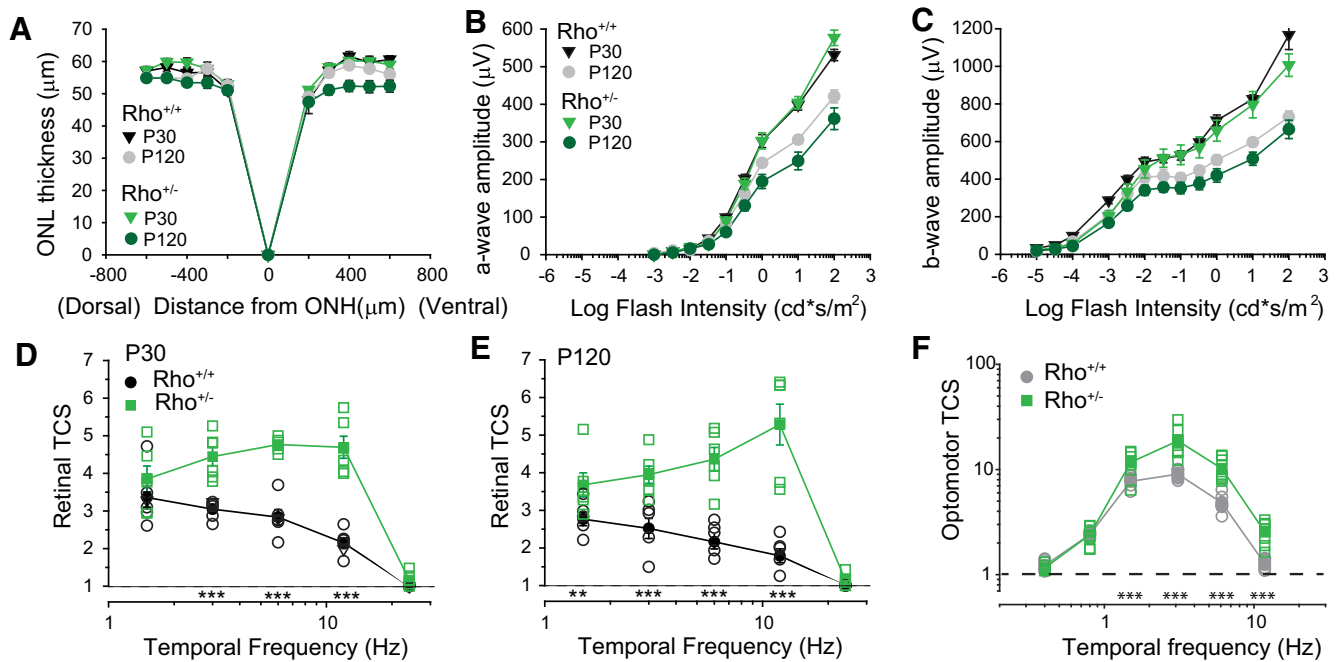 A
ONL thickness (μm)
70
60
50
40
30
20
10
0
Rho+/+
P30
P120
Rho+/-
P30
P120
-800 -400 0 400 800
(Dorsal) Distance from ONH(μm) (Ventral)
B
a-wave amplitude (μV)
600
500
400
300
200
100
0
Rho+/+
P30
P120
Rho+/-
P30
P120
-6 -5 -4 -3 -2 -1 0 1 2 3
Log Flash Intensity (cd*s/m2)
C
b-wave amplitude (μV)
1200
1000
800
600
400
200
0
-6 -5 -4 -3 -2 -1 0 1 2 3
Log Flash Intensity (cd*s/m2)
D
P30
Retinal TCS
7
6
5
4
3
2
1
Rho+/+
Rho+/-
*** *** ***
1 10
Temporal Frequency (Hz)
E
P120
Retinal TCS
7
6
5
4
3
2
1
** *** *** ***
1 10
Temporal Frequency (Hz)
F
Optomotor TCS
100
10
1
Rho+/+
Rho+/-
*** *** *** ***
1 10
Temporal frequency (Hz)